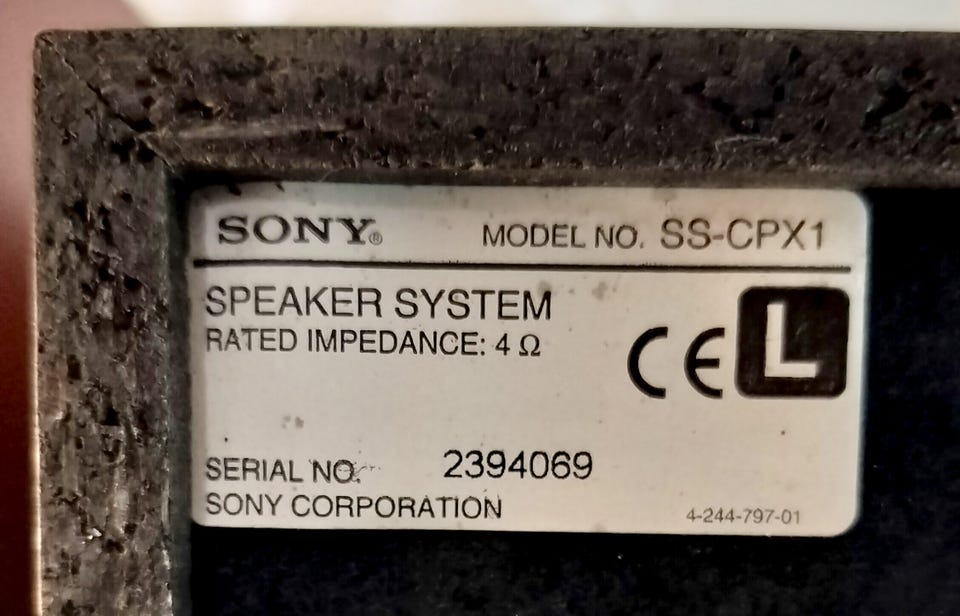 SONY® MODEL NO. SS-CPX1
SPEAKER SYSTEM
RATED IMPEDANCE: 4 Ω
CE L
SERIAL NO. 2394069
SONY CORPORATION 4-244-797-01